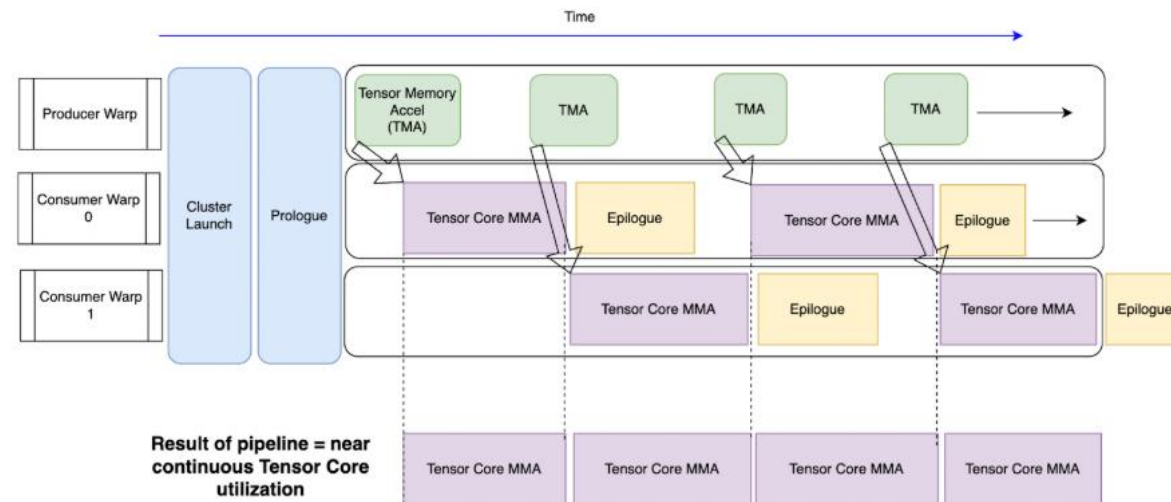 Time
Producer Warp
Tensor Memory
Accel
(TMA)
TMA
TMA
TMA
Consumer Warp
0
Cluster
Launch
Prologue
Tensor Core MMA
Epilogue
Tensor Core MMA
Epilogue
Consumer Warp
1
Tensor Core MMA
Epilogue
Tensor Core MMA
Epilogue
Result of pipeline = near
continuous Tensor Core
utilization
Tensor Core MMA
Tensor Core MMA
Tensor Core MMA
Tensor Core MMA